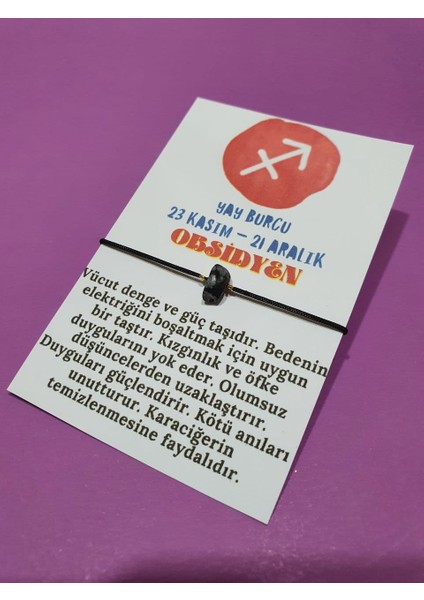 YAY BURCU
23 KASIM – 21 ARALIK
OBSİDYEN
Vücut denge ve güç taşıdır. Bedenin
elektriğini boşaltmak için uygun
bir taştır. Kızgınlık ve öfke
duygularını yok eder. Olumsuz
düşüncelerden uzaklaştırır.
Duyguları güçlendirir. Kötü anıları
unutturur. Karaciğerin
temizlenmesine faydalıdır.